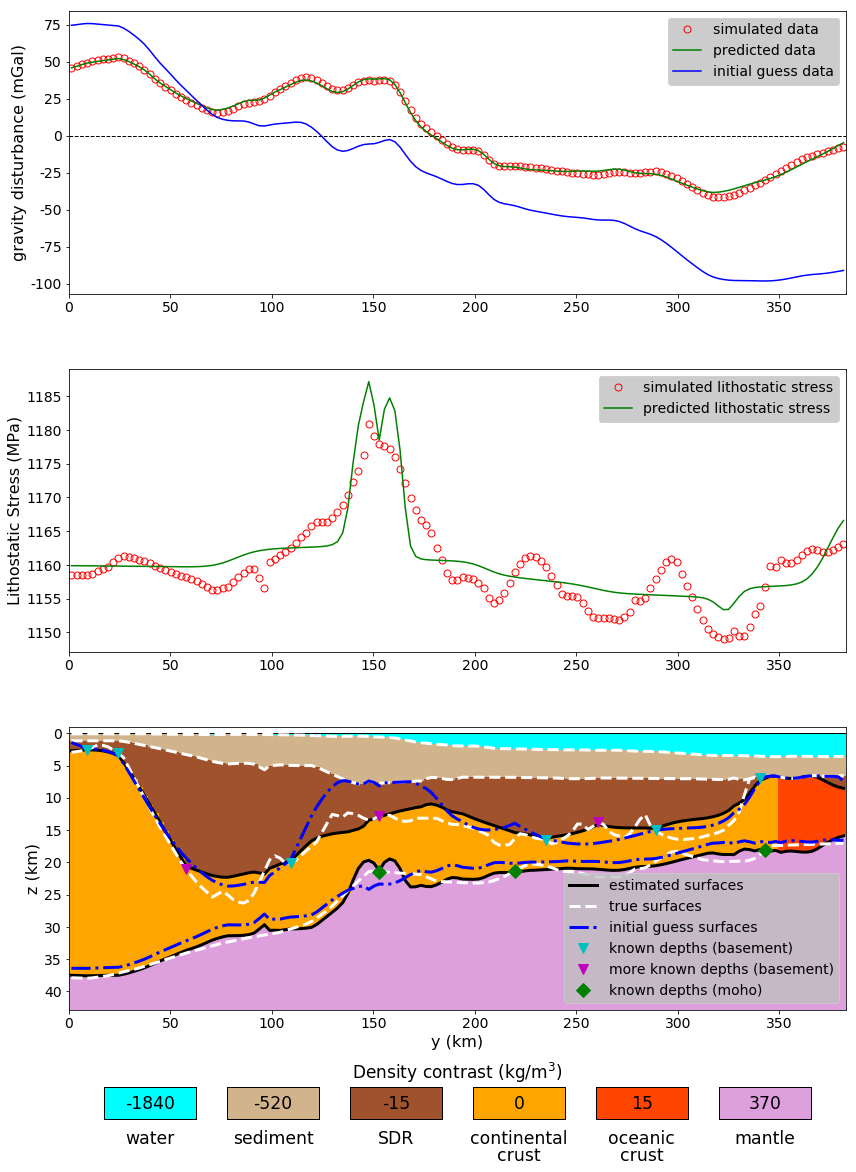 75
50
25
0
-25
-50
-75
-100
gravity disturbance (mGal)
simulated data
predicted data
initial guess data
0 50 100 150 200 250 300 350
1185
1180
1175
1170
1165
1160
1155
1150
Lithostatic Stress (MPa)
simulated lithostatic stress
predicted lithostatic stress
0 50 100 150 200 250 300 350
0
5
10
15
20
25
30
35
40
z (km)
estimated surfaces
true surfaces
initial guess surfaces
known depths (basement)
more known depths (basement)
known depths (moho)
0 50 100 150 200 250 300 350
y (km)
Density contrast (kg/m³)
-1840 -520 -15 0 15 370
water sediment SDR continental oceanic mantle
crust crust